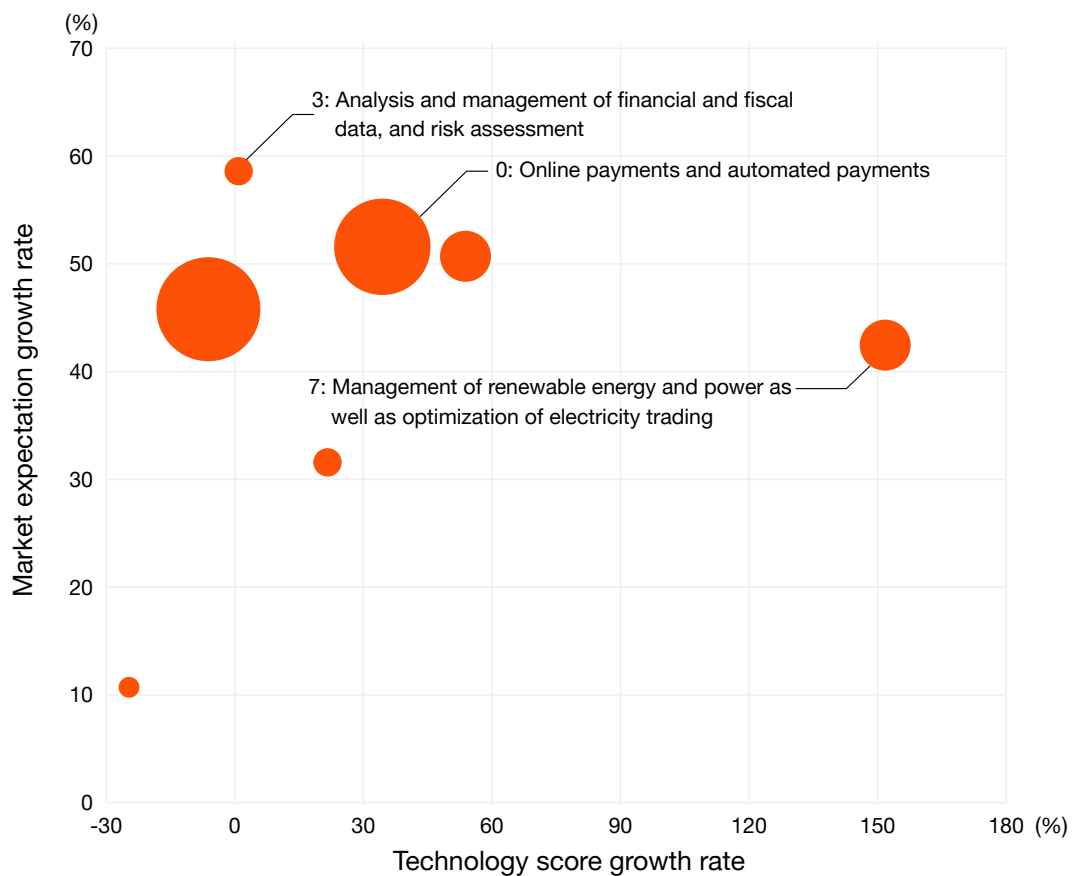 (%)
70
3: Analysis and management of financial and fiscal
data, and risk assessment
60
0: Online payments and automated payments
50
40
7: Management of renewable energy and power as
well as optimization of electricity trading
30
20
10
0
Market expectation growth rate
-30 0 30 60 90 120 150 180 (%)
Technology score growth rate